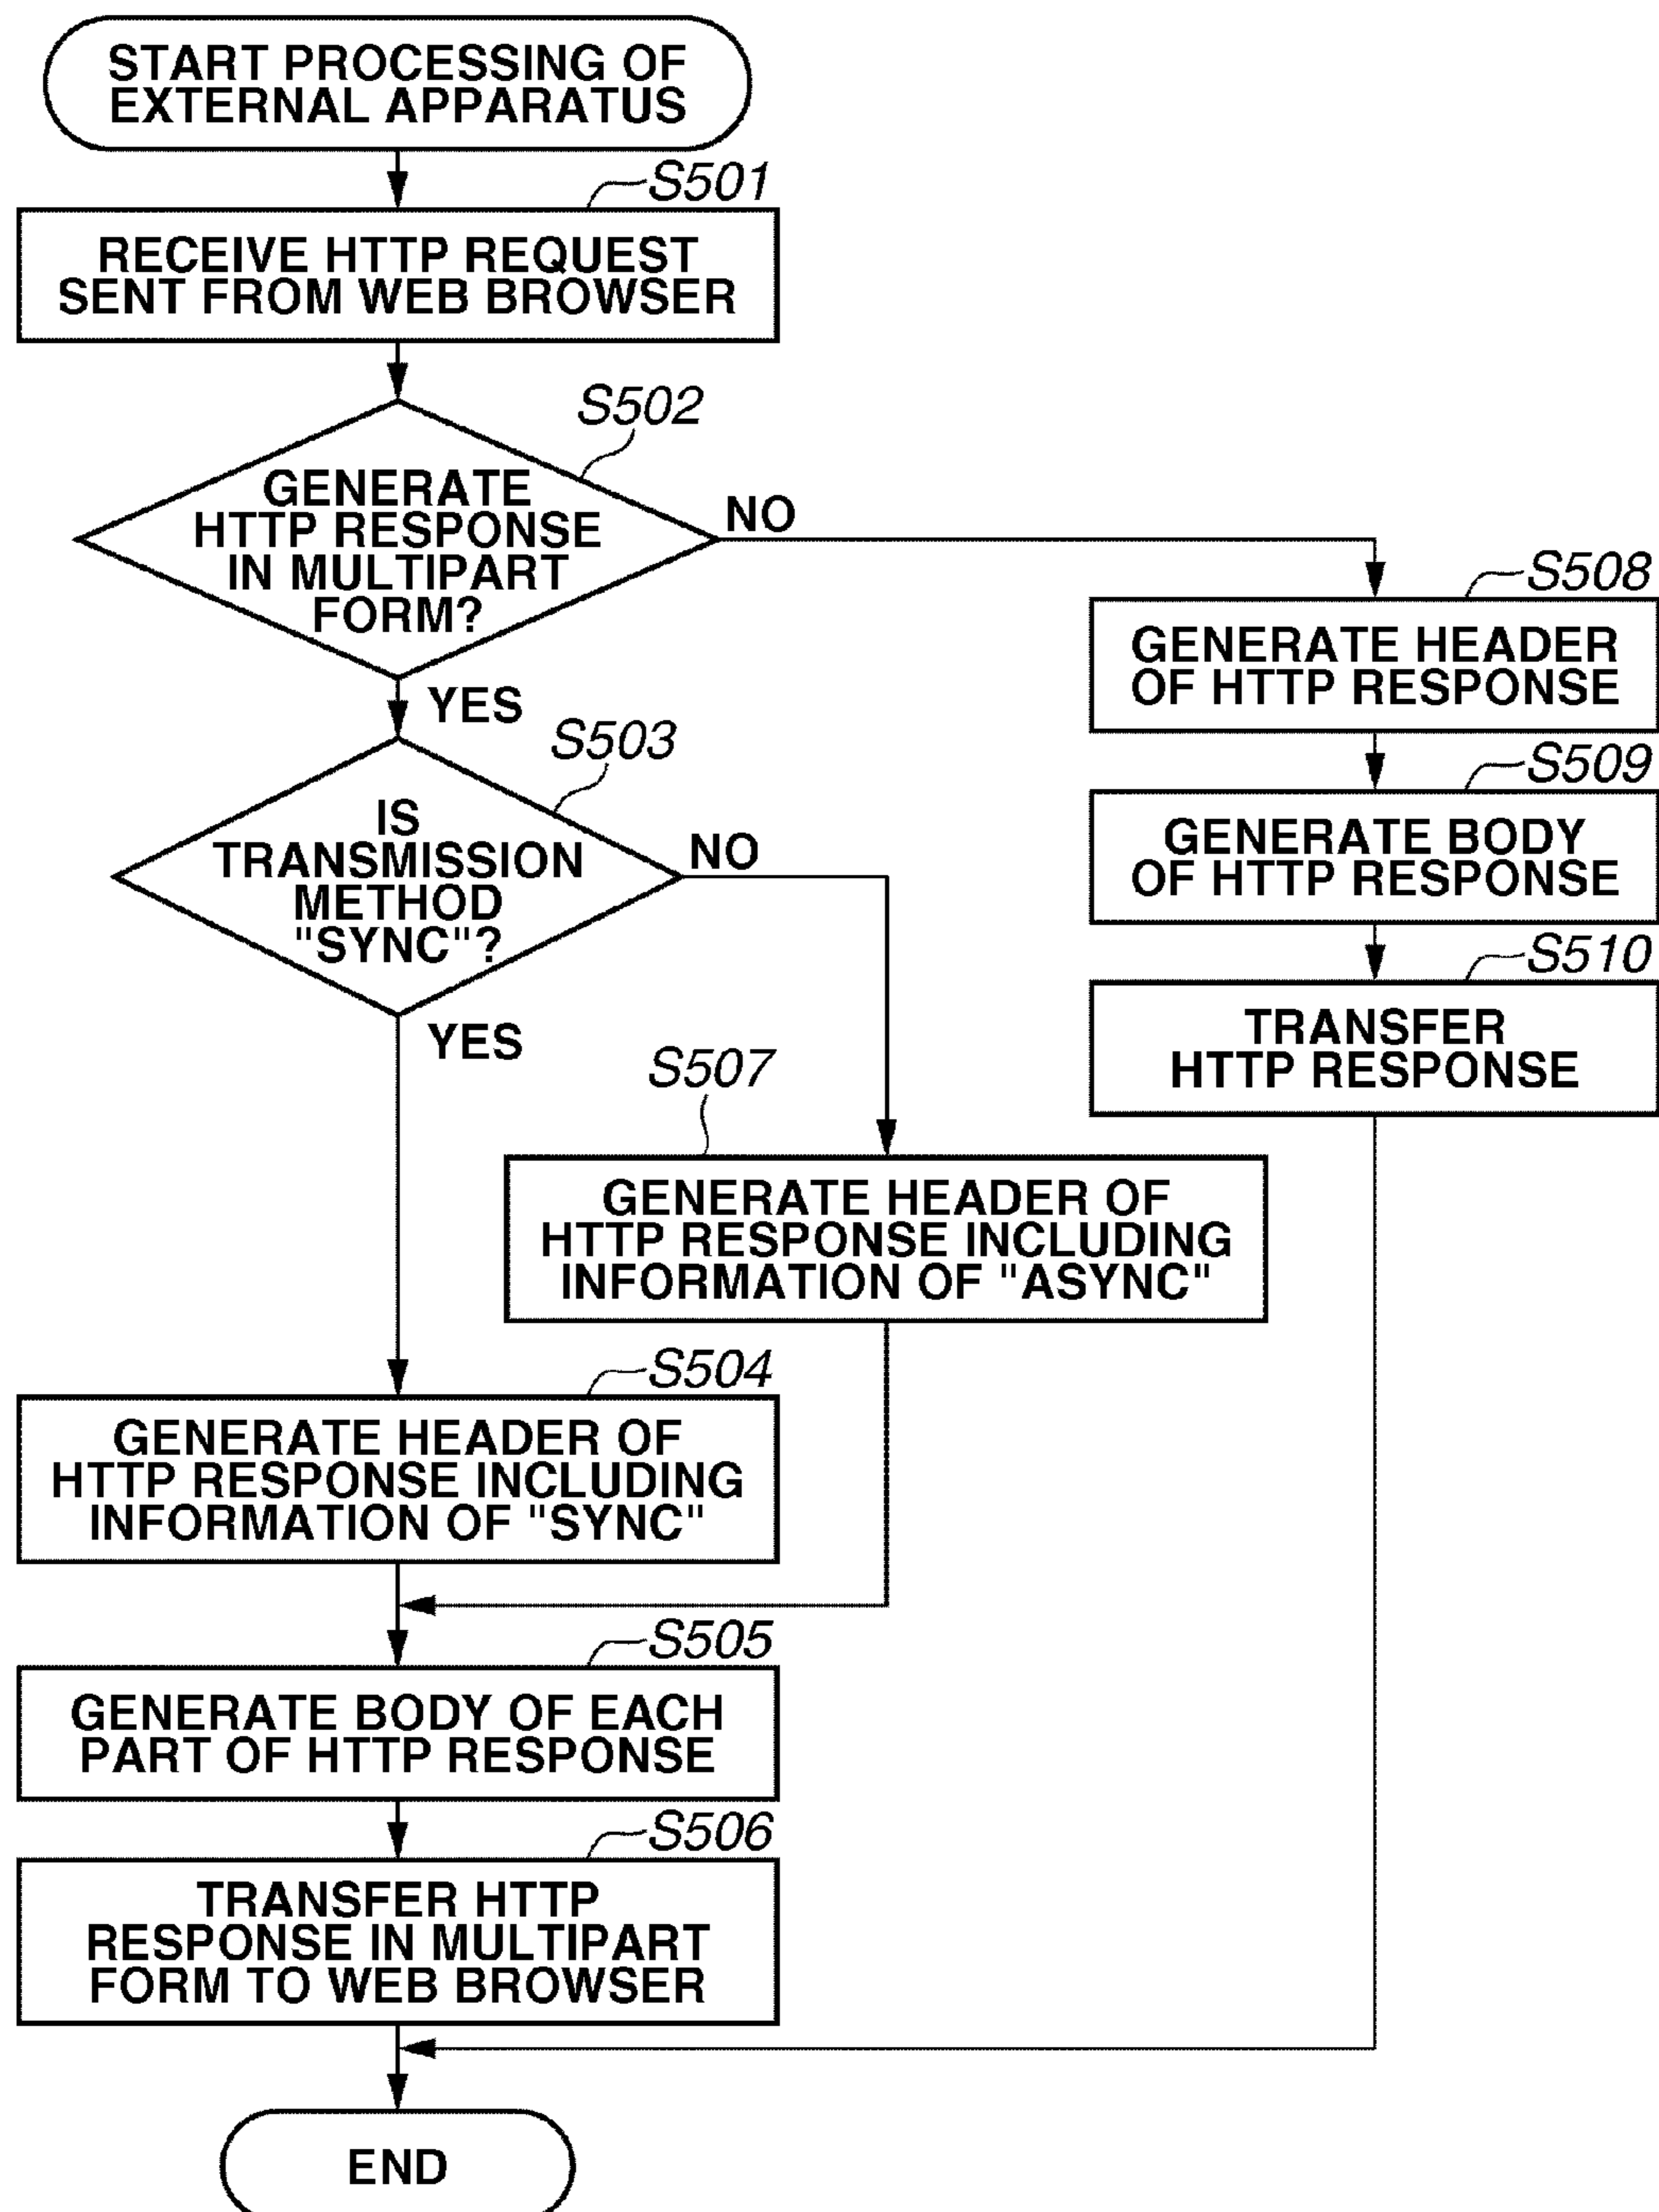 START PROCESSING OF
EXTERNAL APPARATUS
S501
RECEIVE HTTP REQUEST
SENT FROM WEB BROWSER
S502
GENERATE
HTTP RESPONSE
IN MULTIPART
FORM?
NO
YES
S503
IS
TRANSMISSION
METHOD
"SYNC"?
NO
YES
S508
GENERATE HEADER
OF HTTP RESPONSE
S509
GENERATE BODY
OF HTTP RESPONSE
S510
TRANSFER
HTTP RESPONSE
S507
GENERATE HEADER OF
HTTP RESPONSE INCLUDING
INFORMATION OF "ASYNC"
S504
GENERATE HEADER OF
HTTP RESPONSE INCLUDING
INFORMATION OF "SYNC"
S505
GENERATE BODY OF EACH
PART OF HTTP RESPONSE
S506
TRANSFER HTTP
RESPONSE IN MULTIPART
FORM TO WEB BROWSER
END